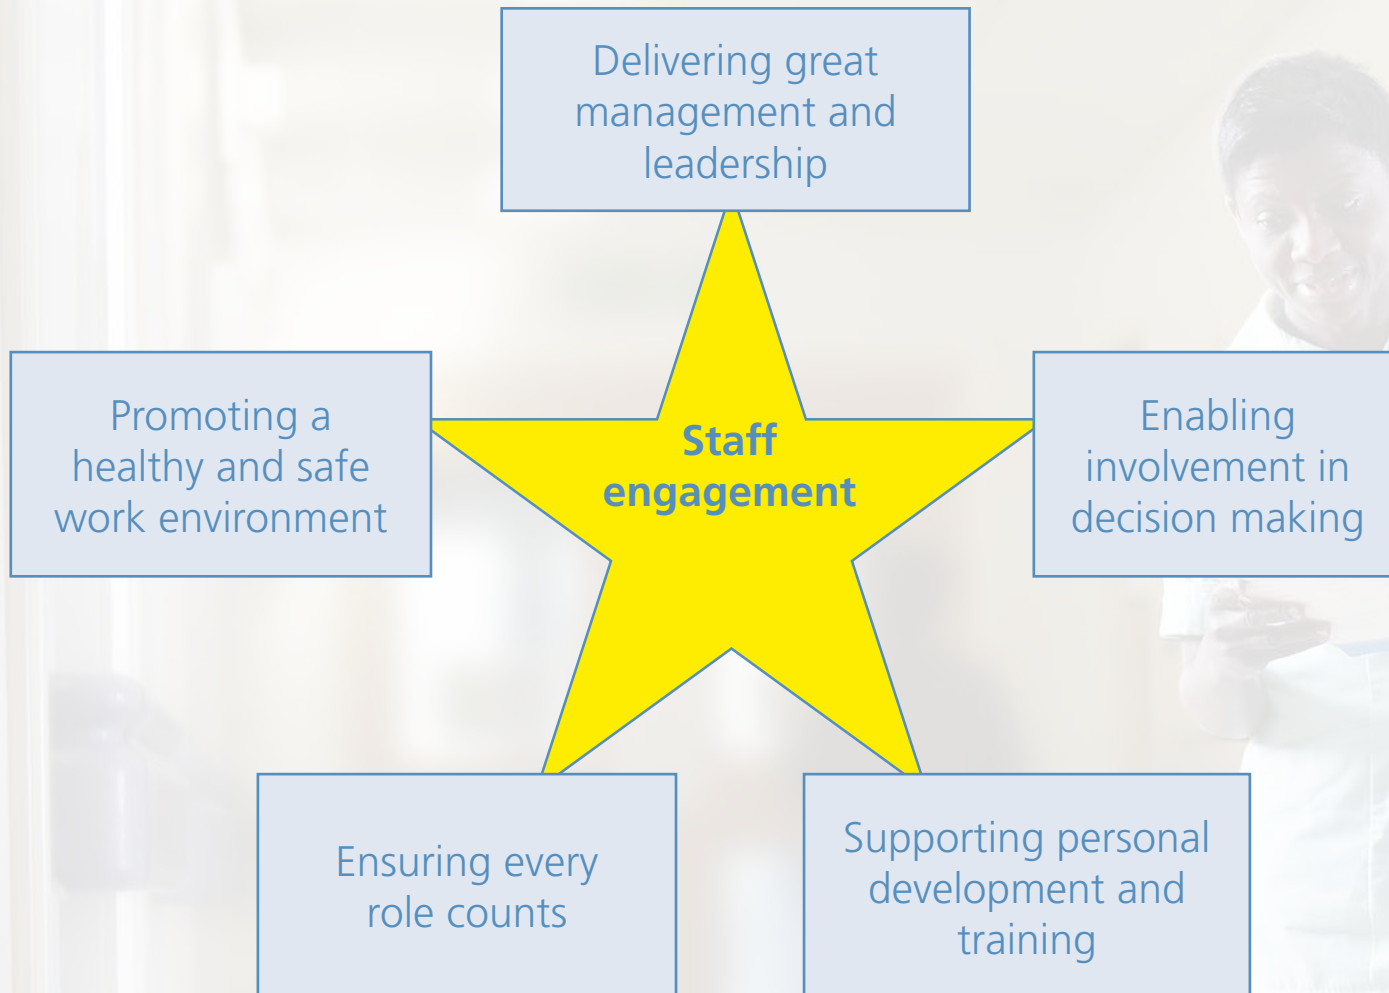 Delivering great
management and
leadership
Promoting a
healthy and safe
work environment
Staff
engagement
Enabling
involvement in
decision making
Ensuring every
role counts
Supporting personal
development and
training